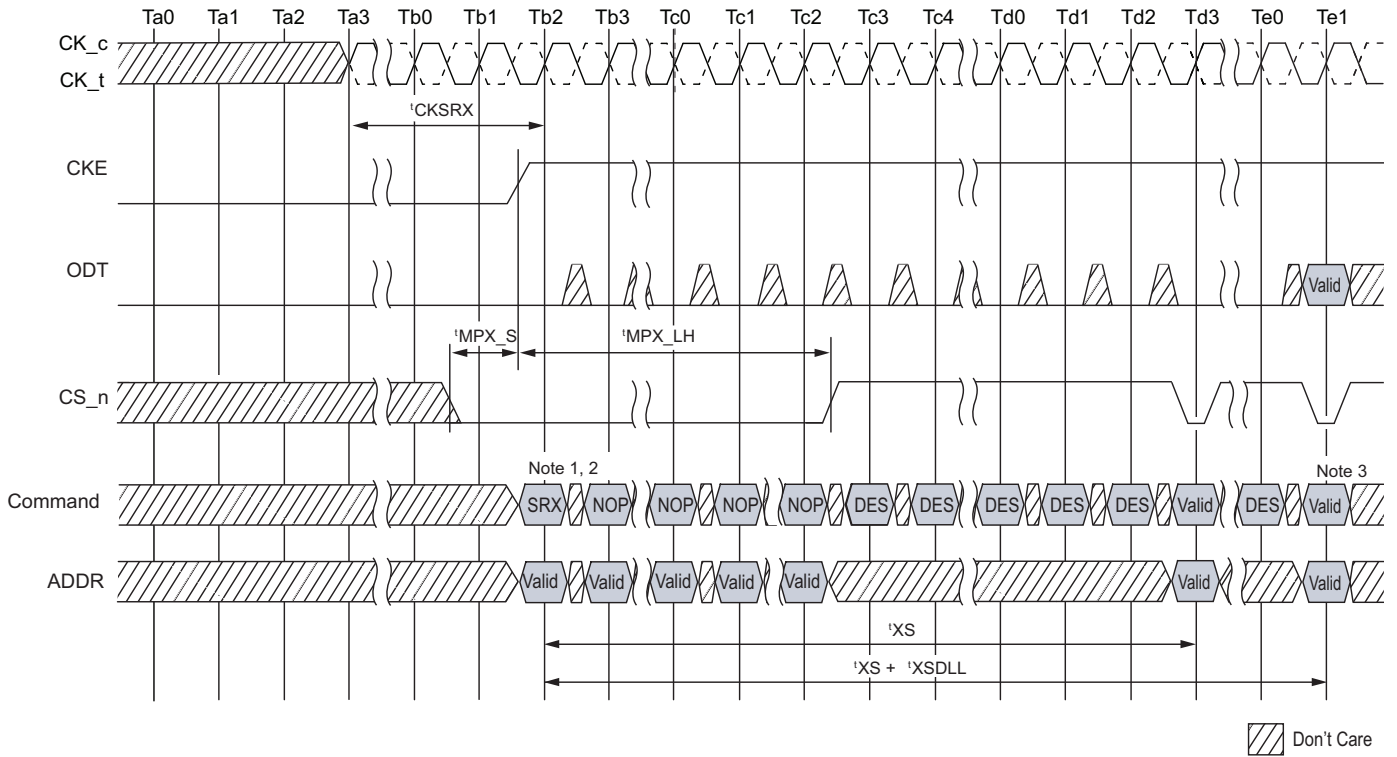 Ta0 Ta1 Ta2 Ta3 Tb0 Tb1 Tb2 Tb3 Tc0 Tc1 Tc2 Tc3 Tc4 Td0 Td1 Td2 Td3 Te0 Te1
CK_c
CK_t
tCKSRX
CKE
ODT
Valid
tMPX_S tMPX_LH
CS_n
Note 1, 2 Note 3
Command SRX NOP NOP NOP NOP DES DES DES DES DES Valid DES Valid
ADDR Valid Valid Valid Valid Valid Valid Valid
tXS
tXS + tXSDLL
Don't Care